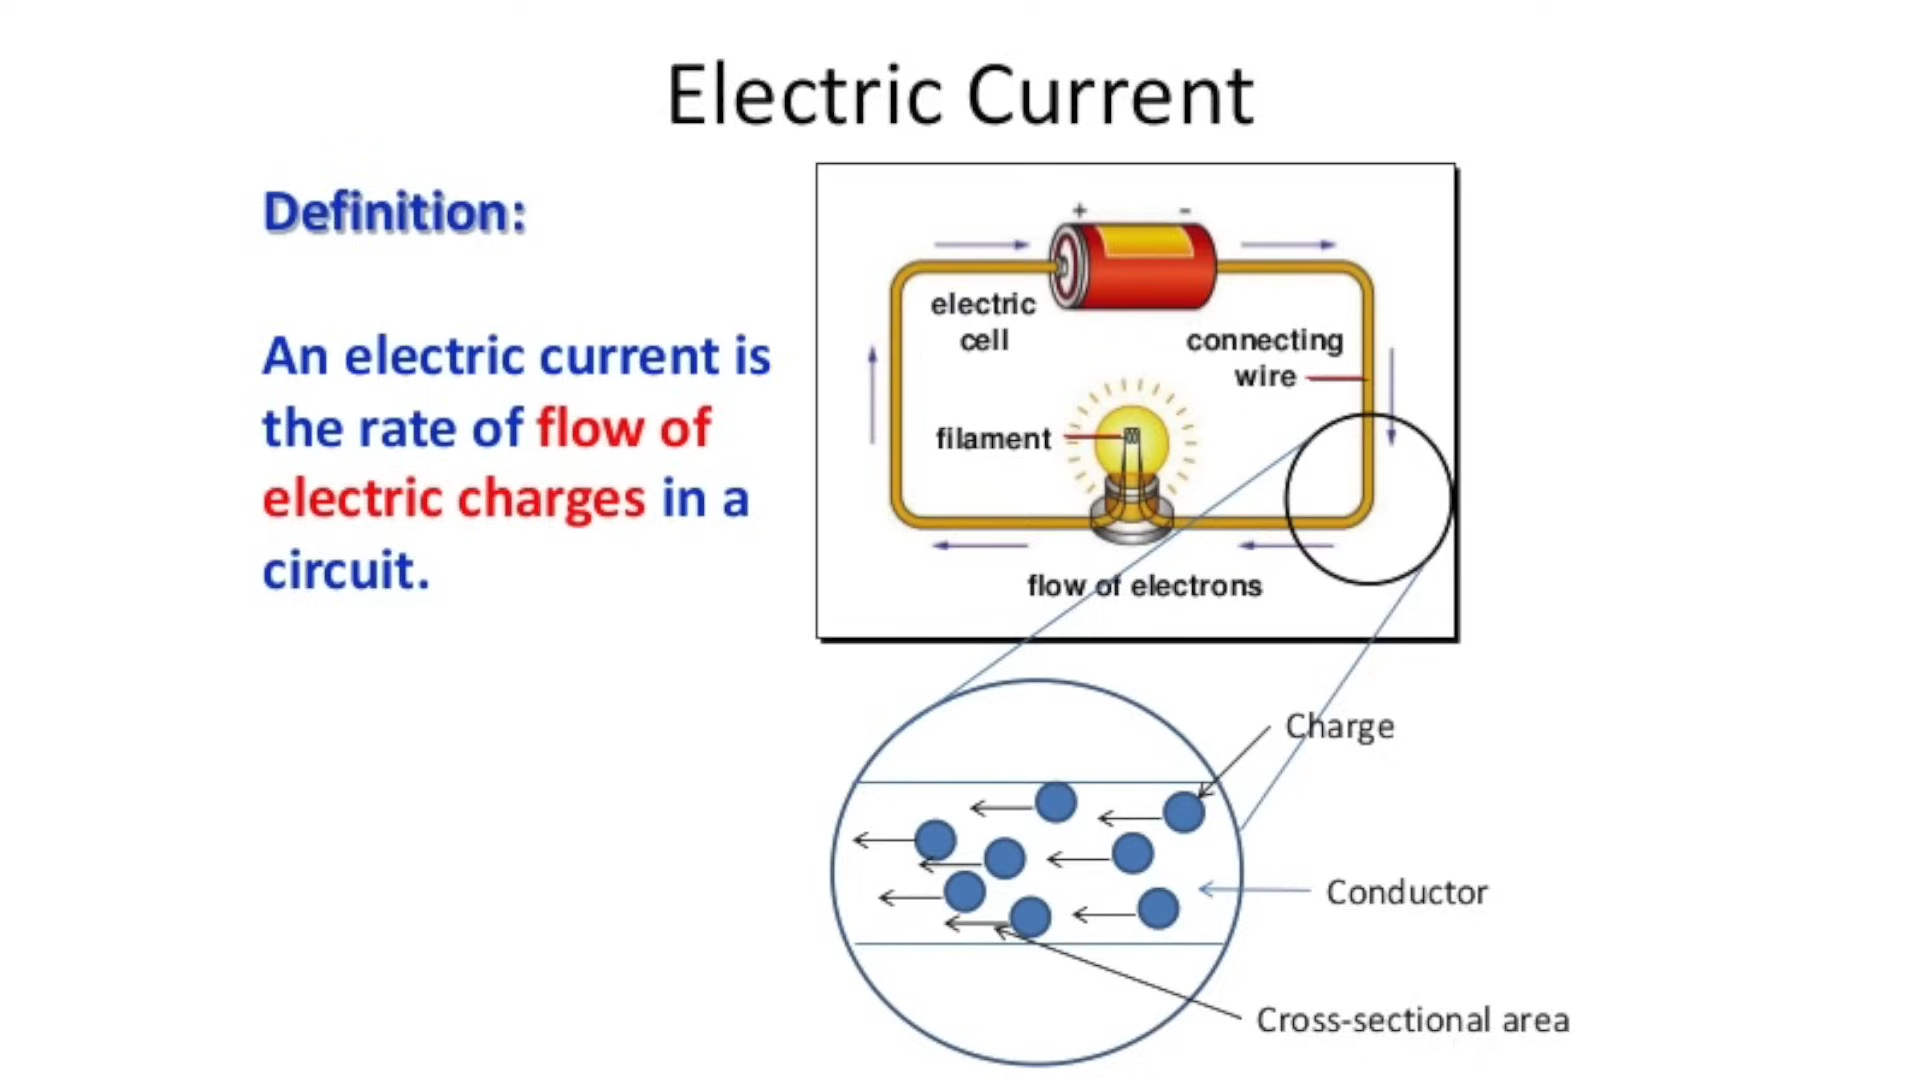 Electric Current
Definition:
An electric current is
the rate of flow of
electric charges in a
circuit.
+ -
electric
cell
connecting
wire
filament
flow of electrons
Charge
Conductor
Cross-sectional area